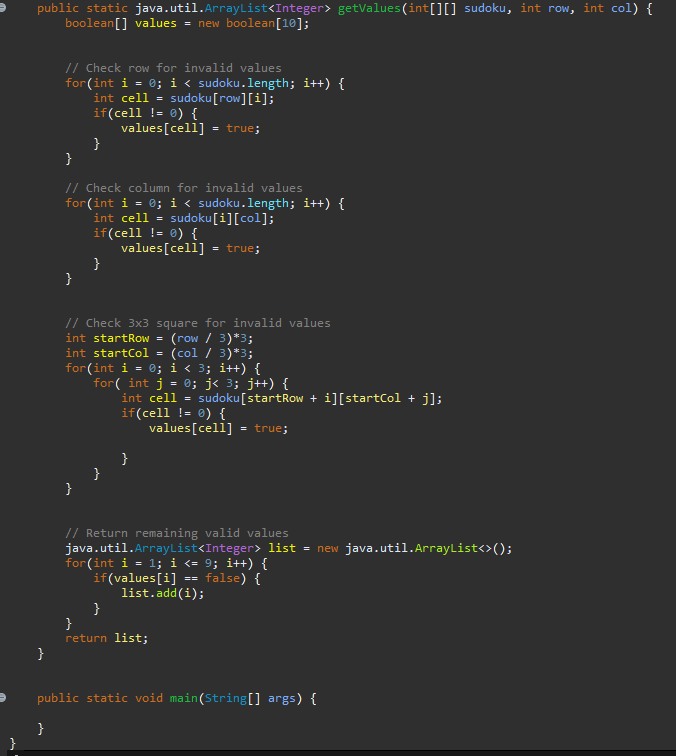 public static java.util.ArrayList<Integer> getValues(int[][] sudoku, int row, int col) {
boolean[] values = new boolean[10];
// Check row for invalid values
for(int i = 0; i < sudoku.length; i++) {
int cell = sudoku[row][i];
if(cell != 0) {
values[cell] = true;
}
}
// Check column for invalid values
for(int i = 0; i < sudoku.length; i++) {
int cell = sudoku[i][col];
if(cell != 0) {
values[cell] = true;
}
}
// Check 3x3 square for invalid values
int startRow = (row / 3)*3;
int startCol = (col / 3)*3;
for(int i = 0; i < 3; i++) {
for( int j = 0; j< 3; j++) {
int cell = sudoku[startRow + i][startCol + j];
if(cell != 0) {
values[cell] = true;
}
}
}
// Return remaining valid values
java.util.ArrayList<Integer> list = new java.util.ArrayList<>();
for(int i = 1; i <= 9; i++) {
if(values[i] == false) {
list.add(i);
}
}
return list;
}
public static void main(String[] args) {
}
}